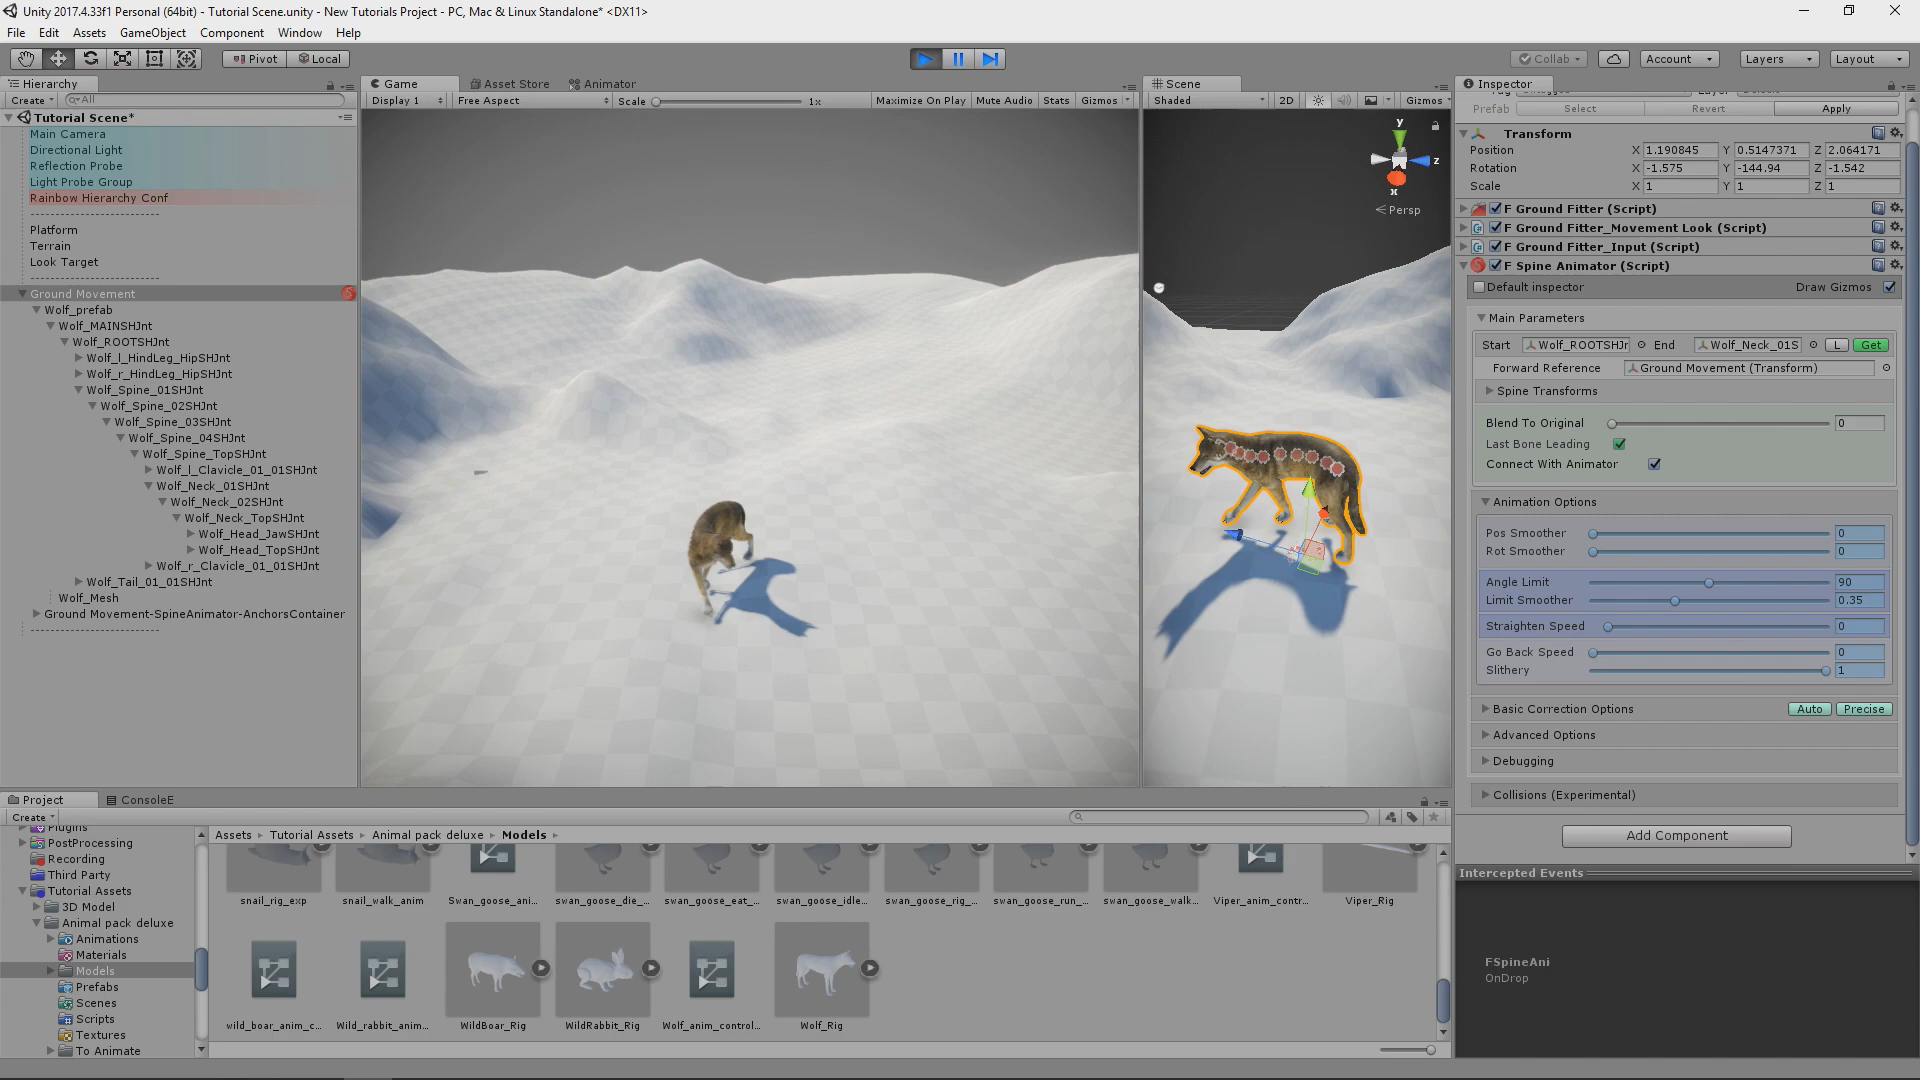 Unity 2017.4.33f1 Personal (64bit) - Tutorial Scene.unity - New Tutorials Project - PC, Mac & Linux Standalone* <DX11>
File Edit Assets GameObject Component Window Help
Pivot Local Collab Account Layers Layout
Hierarchy
Create All
Tutorial Scene*
Main Camera
Directional Light
Reflection Probe
Light Probe Group
Rainbow Hierarchy Conf
---------------------------
Platform
Terrain
Look Target
---------------------------
Ground Movement
Wolf_prefab
Wolf_MAINSHJnt
Wolf_ROOTSHJnt
Wolf_l_HindLeg_HipSHJnt
Wolf_r_HindLeg_HipSHJnt
Wolf_Spine_01SHJnt
Wolf_Spine_02SHJnt
Wolf_Spine_03SHJnt
Wolf_Spine_04SHJnt
Wolf_Spine_TopSHJnt
Wolf_l_Clavicle_01_01SHJnt
Wolf_Neck_01SHJnt
Wolf_Neck_02SHJnt
Wolf_Neck_TopSHJnt
Wolf_Head_JawSHJnt
Wolf_Head_TopSHJnt
Wolf_r_Clavicle_01_01SHJnt
Wolf_Tail_01_01SHJnt
Wolf_Mesh
Ground Movement-SpineAnimator-AnchorsContainer
---------------------------
Game Asset Store Animator
Display 1 Free Aspect Scale 1x Maximize On Play Mute Audio Stats Gizmos
Scene
Shaded 2D Gizmos
y
z
x
Persp
Inspector
Prefab Select Revert Apply
Transform
Position X 1.190845 Y 0.5147371 Z 2.064171
Rotation X -1.575 Y -144.94 Z -1.542
Scale X 1 Y 1 Z 1
F Ground Fitter (Script)
F Ground Fitter_Movement Look (Script)
F Ground Fitter_Input (Script)
F Spine Animator (Script)
Default inspector Draw Gizmos
Main Parameters
Start Wolf_ROOTSHJr End Wolf_Neck_01S L Get
Forward Reference Ground Movement (Transform)
Spine Transforms
Blend To Original 0
Last Bone Leading
Connect With Animator
Animation Options
Pos Smoother 0
Rot Smoother 0
Angle Limit 90
Limit Smoother 0.35
Straighten Speed 0
Go Back Speed 0
Slithery 1
Basic Correction Options Auto Precise
Advanced Options
Debugging
Collisions (Experimental)
Add Component
Intercepted Events
FSpineAni
OnDrop
Project ConsoleE
Create
Plugins
PostProcessing
Recording
Third Party
Tutorial Assets
3D Model
Animal pack deluxe
Animations
Materials
Models
Prefabs
Scenes
Scripts
Textures
To Animate
Assets Tutorial Assets Animal pack deluxe Models
snail_rig_exp snail_walk_anim Swan_goose_ani... swan_goose_die_... swan_goose_eat_... swan_goose_idle... swan_goose_rig_... swan_goose_run_... swan_goose_walk... Viper_anim_contr... Viper_Rig
wild_boar_anim_c... Wild_rabbit_anim... WildBoar_Rig WildRabbit_Rig Wolf_anim_control... Wolf_Rig